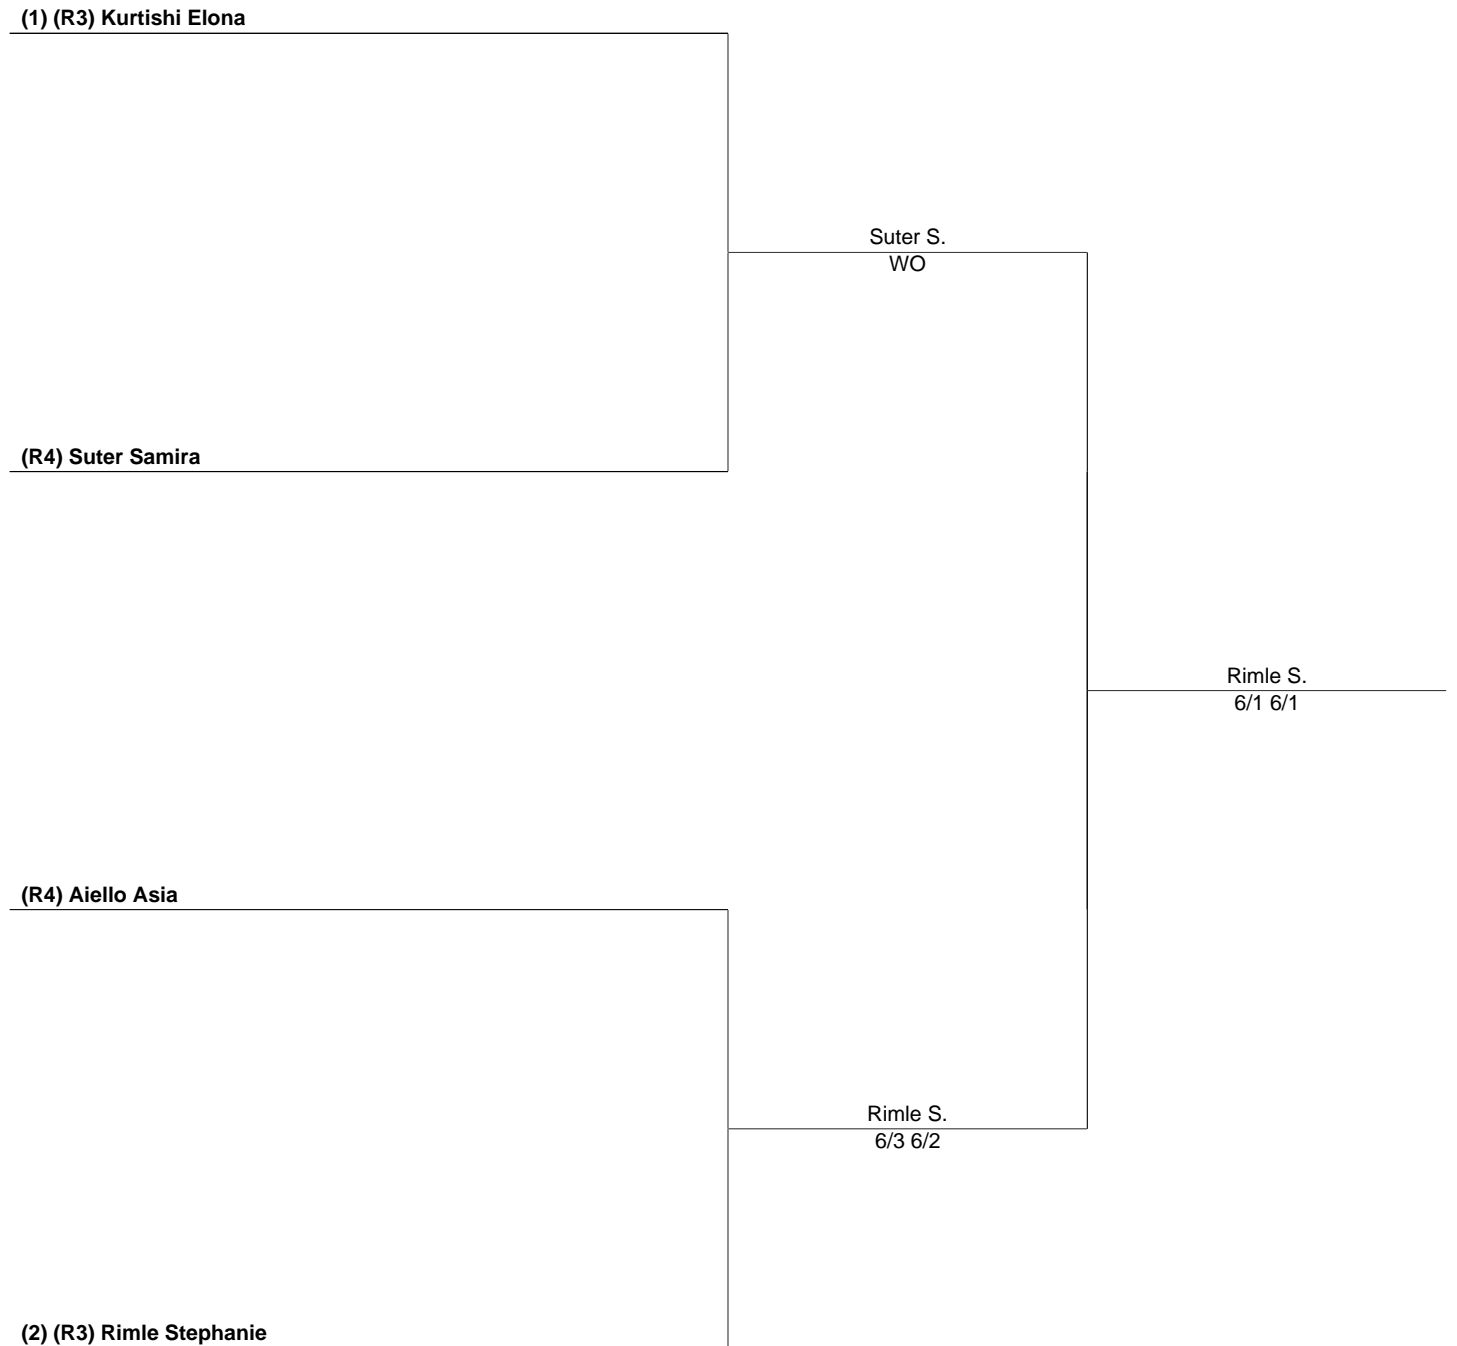 (1) (R3) Kurtishi Elona
Suter S.
WO
(R4) Suter Samira
Rimle S.
6/1 6/1
(R4) Aiello Asia
Rimle S.
6/3 6/2
(2) (R3) Rimle Stephanie